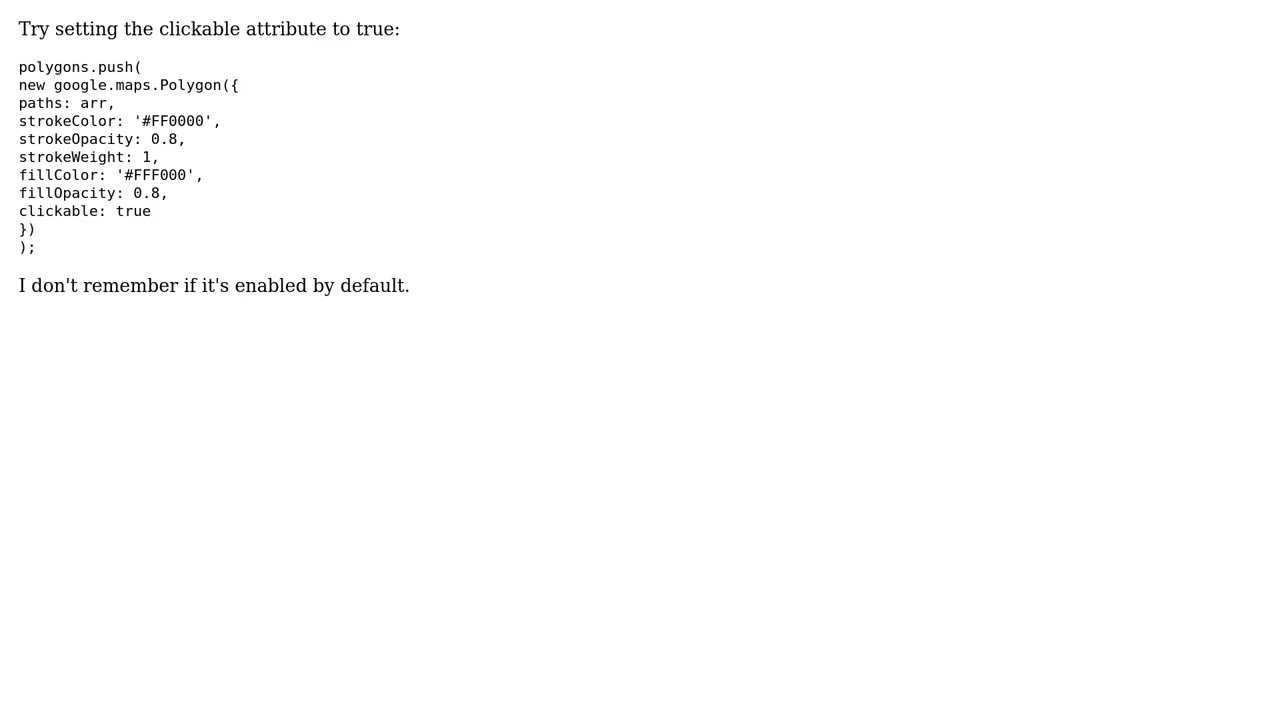 Try setting the clickable attribute to true:
polygons.push(
new google.maps.Polygon({
paths: arr,
strokeColor: '#FF0000',
strokeOpacity: 0.8,
strokeWeight: 1,
fillColor: '#FFF000',
fillOpacity: 0.8,
clickable: true
})
);
I don't remember if it's enabled by default.